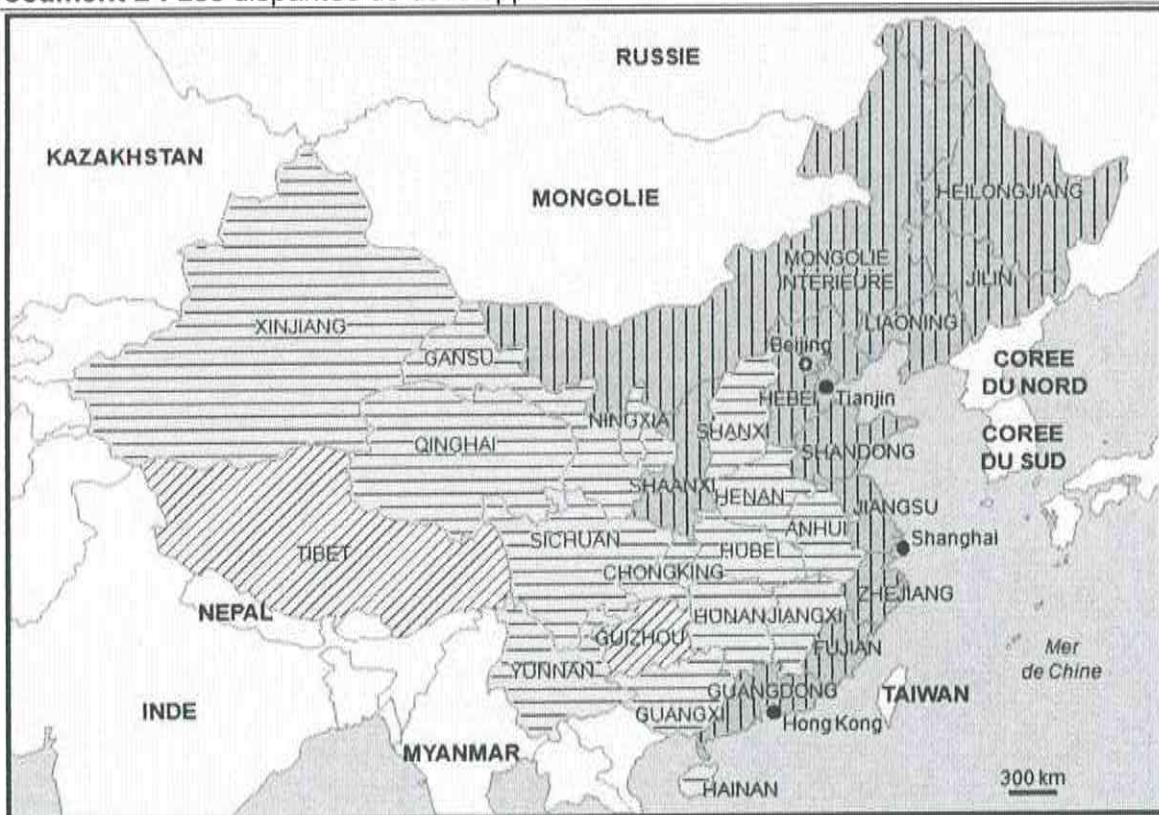 RUSSIE
KAZAKHSTAN
MONGOLIE
HEILONGJIANG
MONGOLIE
INTERIEURE
JILIN
XINJIANG
LIAONING
GANSU
Beijing
COREE
DU NORD
HEBEI
Tianjin
NINGXIA
SHANXI
QINGHAI
SHANDONG
COREE
DU SUD
SHAANXI
HENAN
JIANGSU
ANHUI
SICHUAN
HUBEI
Shanghai
TIBET
CHONGKING
ZHEJIANG
NEPAL
HUNAN
JIANGXI
GUIZHOU
FUJIAN
Mer
de Chine
YUNNAN
GUANGDONG
TAIWAN
INDE
GUANGXI
Hong Kong
MYANMAR
HAINAN
300 km